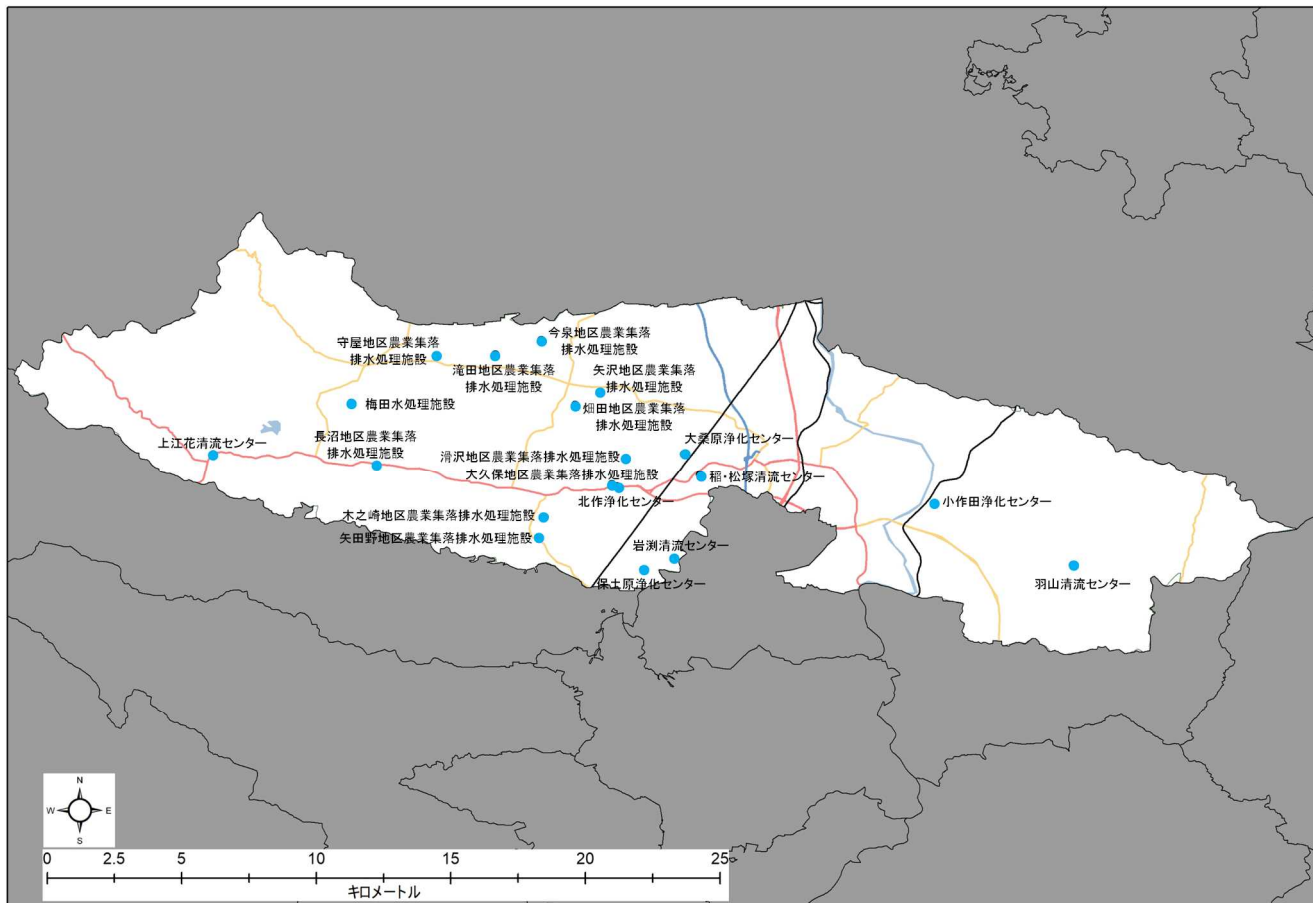 今泉地区農業集落
排水処理施設
守屋地区農業集落
排水処理施設
滝田地区農業集落
排水処理施設
矢沢地区農業集落
排水処理施設
梅田水処理施設
畑田地区農業集落
排水処理施設
上江花清流センター
長沼地区農業集落
排水処理施設
大桑原浄化センター
滑沢地区農業集落排水処理施設
大久保地区農業集落排水処理施設
稲・松塚清流センター
北作浄化センター
小作田浄化センター
木之崎地区農業集落排水処理施設
矢田野地区農業集落排水処理施設
岩渕清流センター
保土原浄化センター
羽山清流センター
N
W E
S
0 2.5 5 10 15 20 25
キロメートル